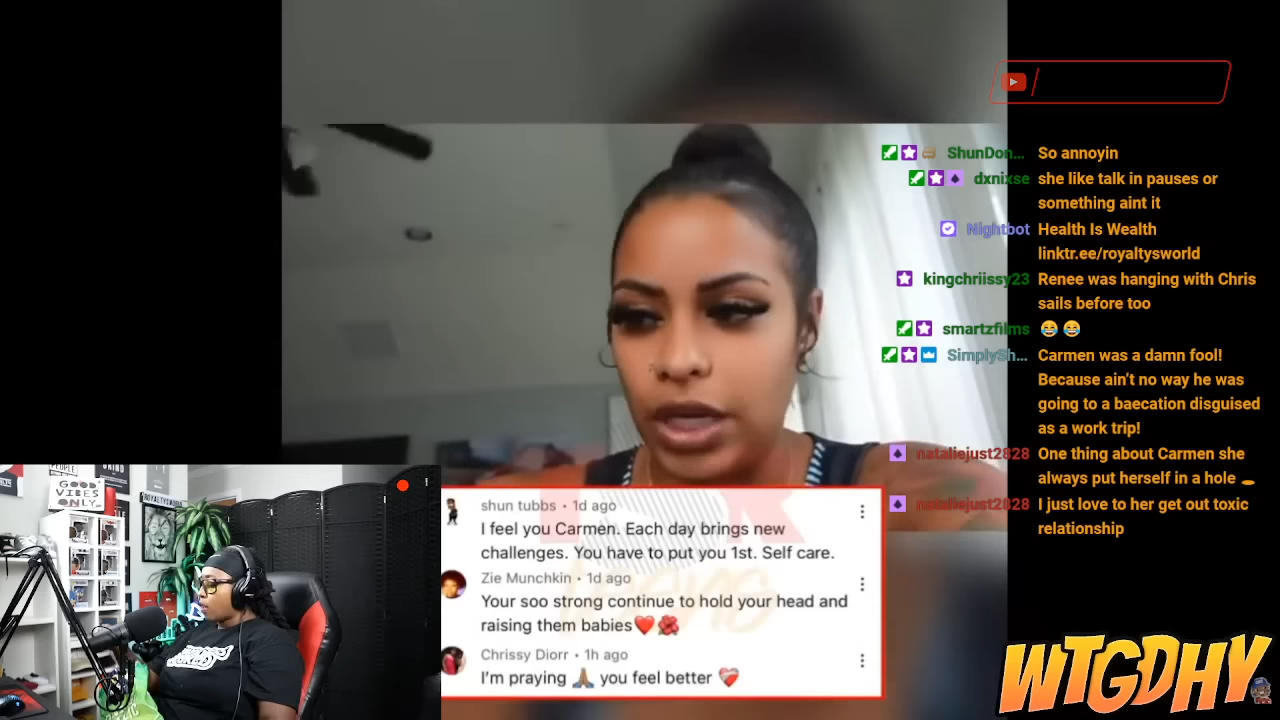 ShunDon... So annoyin
dxnixse she like talk in pauses or
something aint it
Nightbot Health Is Wealth
linktr.ee/royaltysworld
kingchriissy23 Renee was hanging with Chris
sails before too
smartzfilms 😂 😂
SimplySh... Carmen was a damn fool!
Because ain't no way he was
going to a baecation disguised
as a work trip!
nataliejust2828 One thing about Carmen she
always put herself in a hole 🕳️
nataliejust2828 I just love to her get out toxic
relationship
shun tubbs • 1d ago
I feel you Carmen. Each day brings new
challenges. You have to put you 1st. Self care.
Zie Munchkin • 1d ago
Your soo strong continue to hold your head and
raising them babies❤️🌺
Chrissy Diorr • 1h ago
I'm praying 🙏🏽 you feel better ❤️‍🩹
GOOD
VIBES
ONLY
WTGDHY